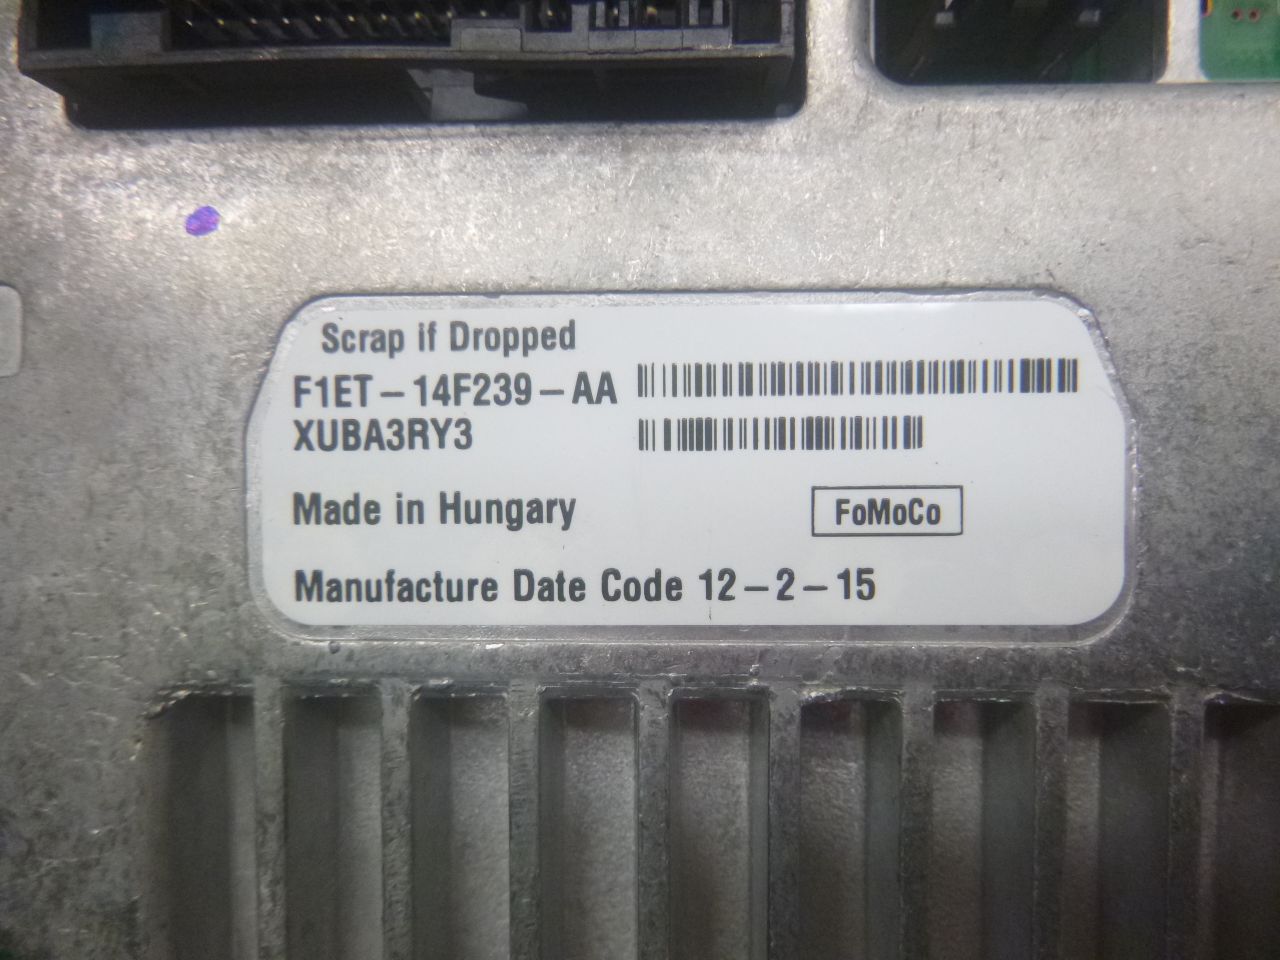 Scrap if Dropped
F1ET-14F239-AA
XUBA3RY3
Made in Hungary
FoMoCo
Manufacture Date Code 12-2-15